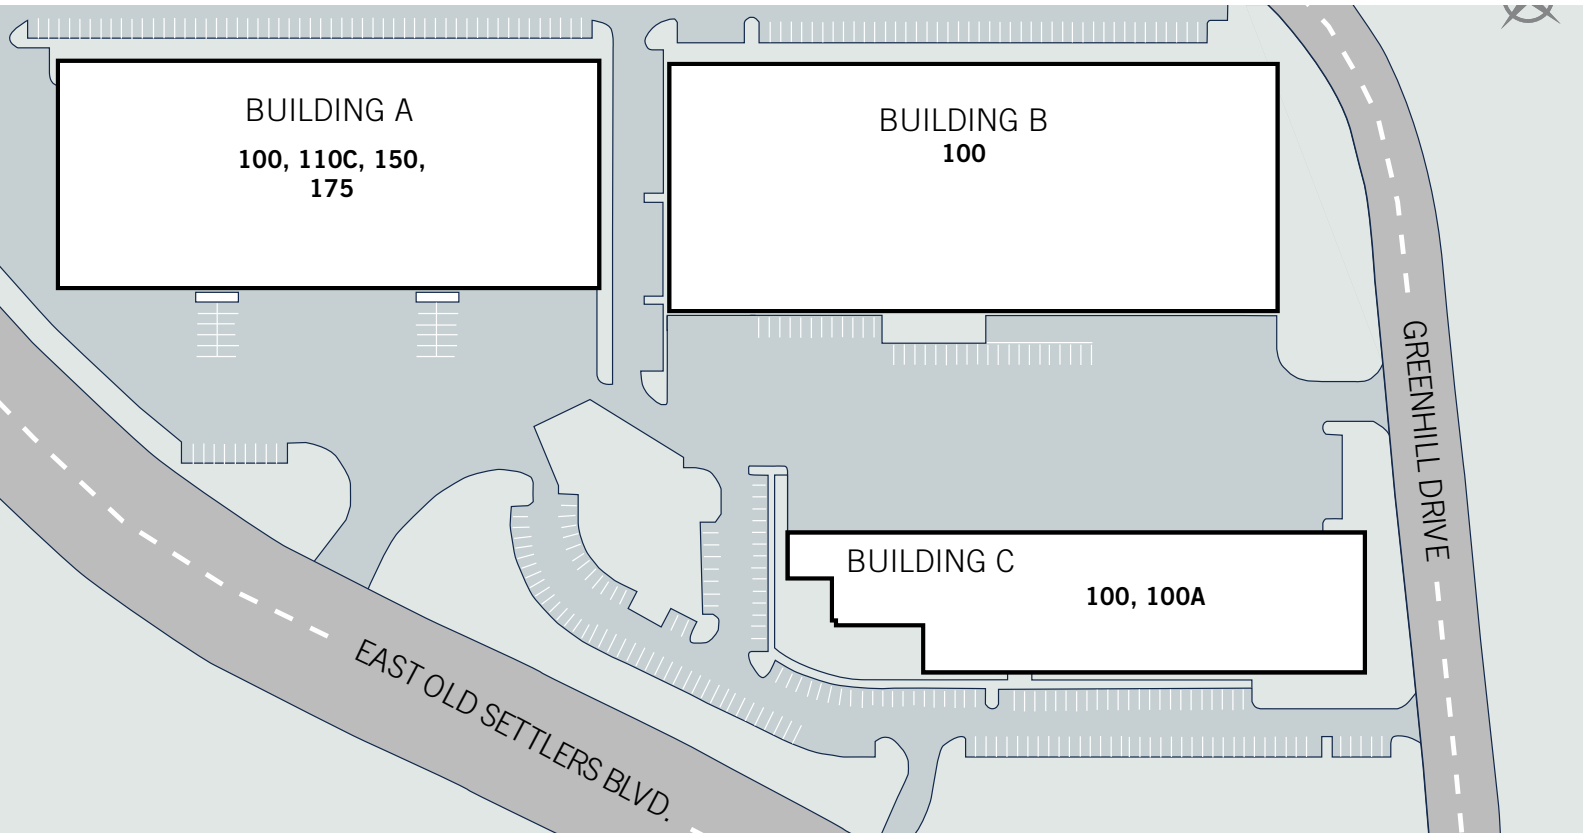 BUILDING A
100, 110C, 150,
175
BUILDING B
100
GREENHILL DRIVE
BUILDING C
100, 100A
EAST OLD SETTLERS BLVD.